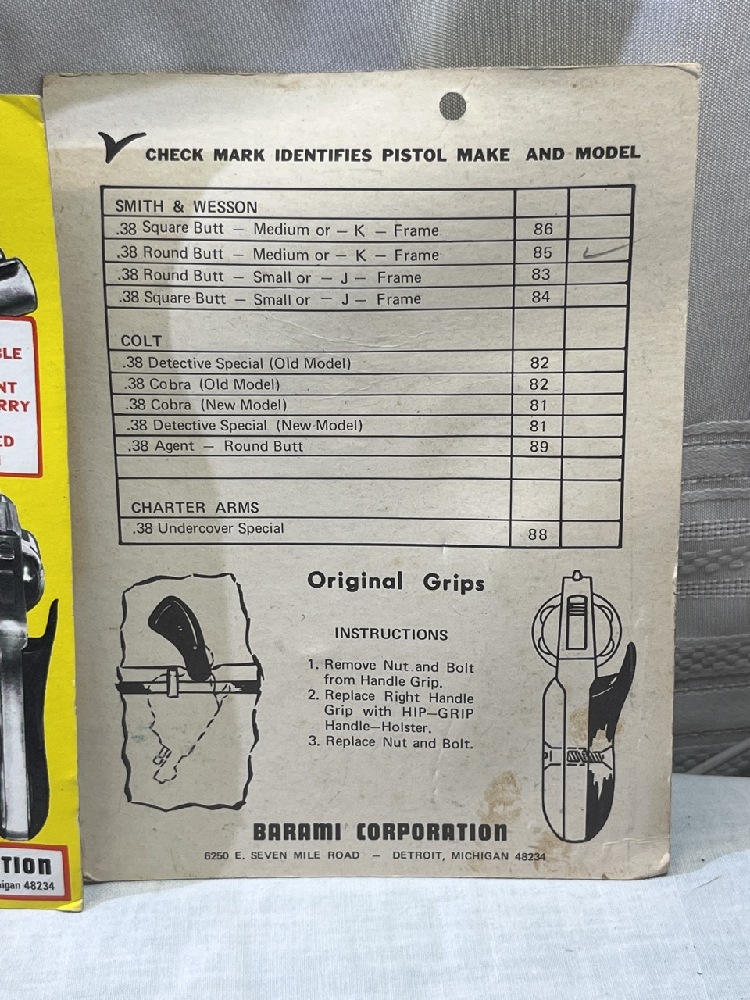 CHECK MARK IDENTIFIES PISTOL MAKE AND MODEL
SMITH & WESSON
.38 Square Butt – Medium or – K – Frame 86
.38 Round Butt – Medium or – K – Frame 85 ✓
.38 Round Butt – Small or – J – Frame 83
.38 Square Butt – Small or – J – Frame 84
COLT
.38 Detective Special (Old Model) 82
.38 Cobra (Old Model) 82
.38 Cobra (New Model) 81
.38 Detective Special (New Model) 81
.38 Agent – Round Butt 89
CHARTER ARMS
.38 Undercover Special 88
Original Grips
INSTRUCTIONS
1. Remove Nut and Bolt
from Handle Grip.
2. Replace Right Handle
Grip with HIP–GRIP
Handle–Holster.
3. Replace Nut and Bolt.
BARAMI CORPORATION
6250 E. SEVEN MILE ROAD – DETROIT, MICHIGAN 48234
BLE
NT
RRY
ED
TION
igan 48234